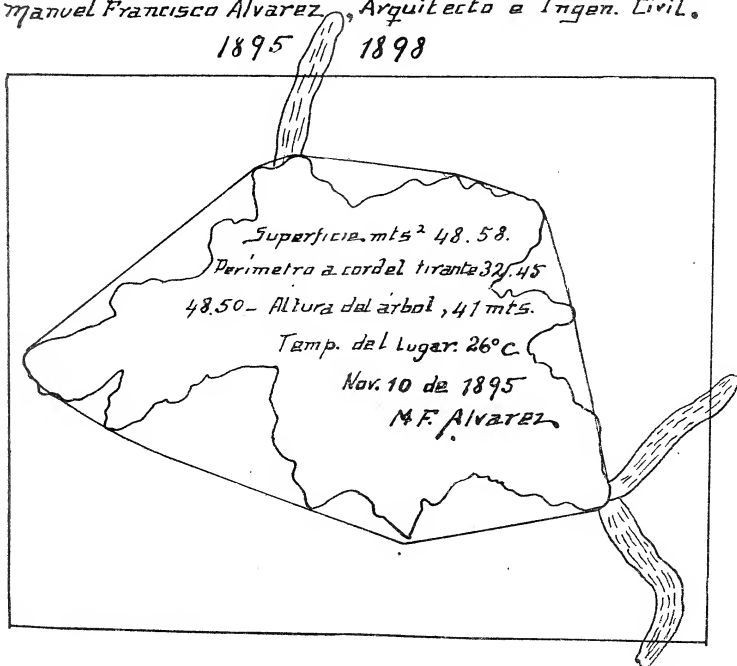 Manuel Francisco Alvarez, Arquitecto e Ingen. Civil.
1895 1898
Superficie mts² 48.58.
Perímetro a cordel tirante 32.45
48.50 - Altura del árbol, 41 mts.
Temp. del Lugar. 26°C.
Nov. 10 de 1895
M F. Alvarez